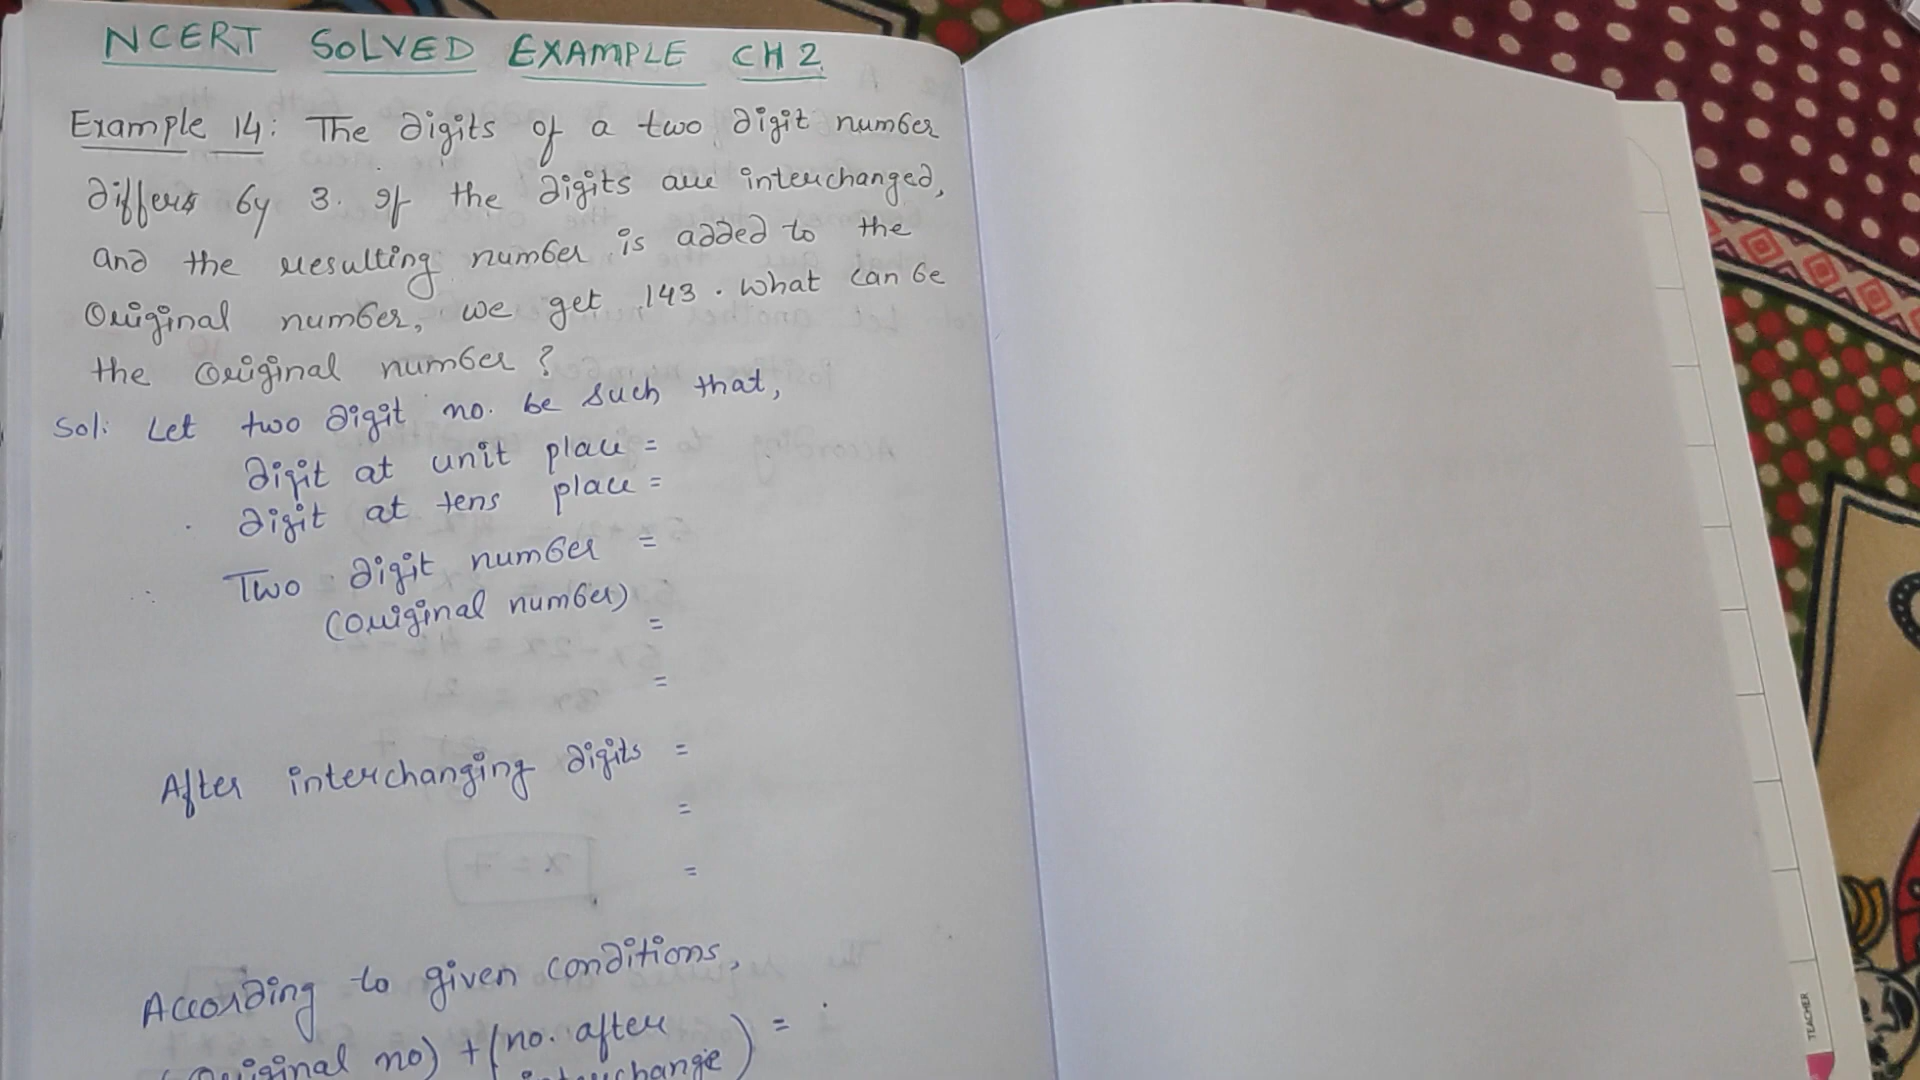 NCERT SOLVED EXAMPLE CH 2
Example 14: The digits of a two digit number
differs by 3. If the digits are interchanged,
and the resulting number is added to the
Original number, we get 143. What can be
the original number?
Sol: Let two digit no. be such that,
digit at unit place =
digit at tens place =
∴ Two digit number =
(original number)
=
=
After interchanging digits =
=
=
According to given conditions,
(Original no) + (no. after interchange) =
TEACHER